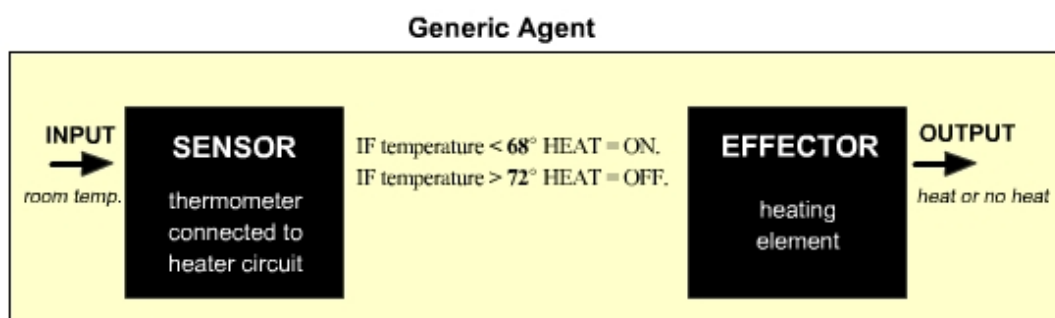 Generic Agent
INPUT
room temp.
SENSOR
thermometer
connected to
heater circuit
IF temperature < 68° HEAT = ON.
IF temperature > 72° HEAT = OFF.
EFFECTOR
heating
element
OUTPUT
heat or no heat